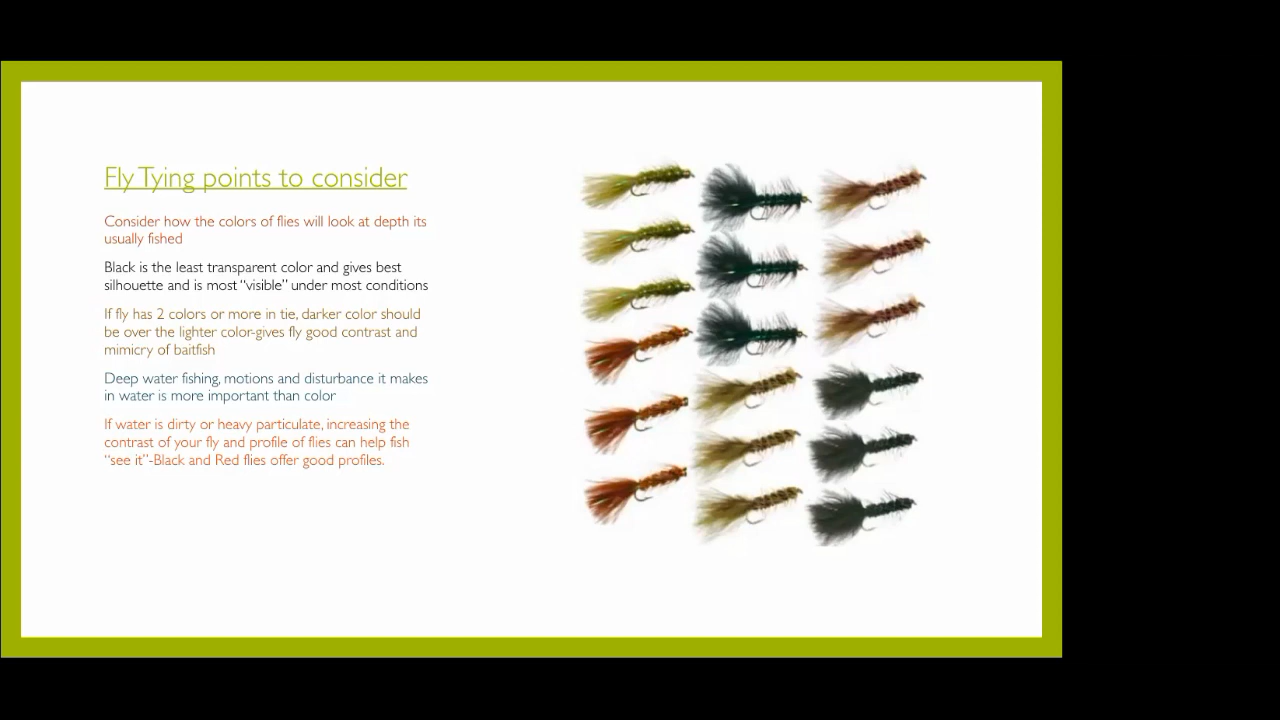 Fly Tying points to consider
Consider how the colors of flies will look at depth its
usually fished
Black is the least transparent color and gives best
silhouette and is most “visible” under most conditions
If fly has 2 colors or more in tie, darker color should
be over the lighter color-gives fly good contrast and
mimicry of baitfish
Deep water fishing, motions and disturbance it makes
in water is more important than color
If water is dirty or heavy particulate, increasing the
contrast of your fly and profile of flies can help fish
“see it”-Black and Red flies offer good profiles.